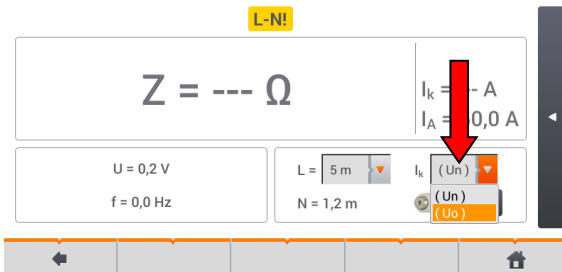 L-N!
Z = --- Ω
Ik = -- A
IA = 0,0 A
U = 0,2 V
f = 0,0 Hz
L = 5 m
Ik (Un)
N = 1,2 m
(Un)
(Uo)